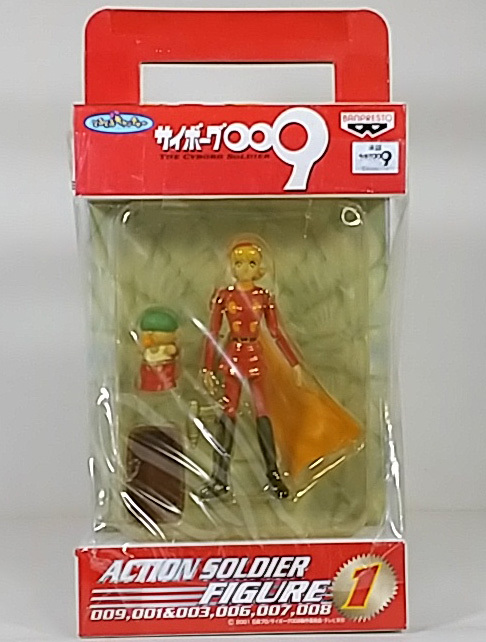 サイボーグ009
THE CYBORG SOLDIER
BANPRESTO
ACTION SOLDIER
FIGURE 1
009,001&003,006,007,008